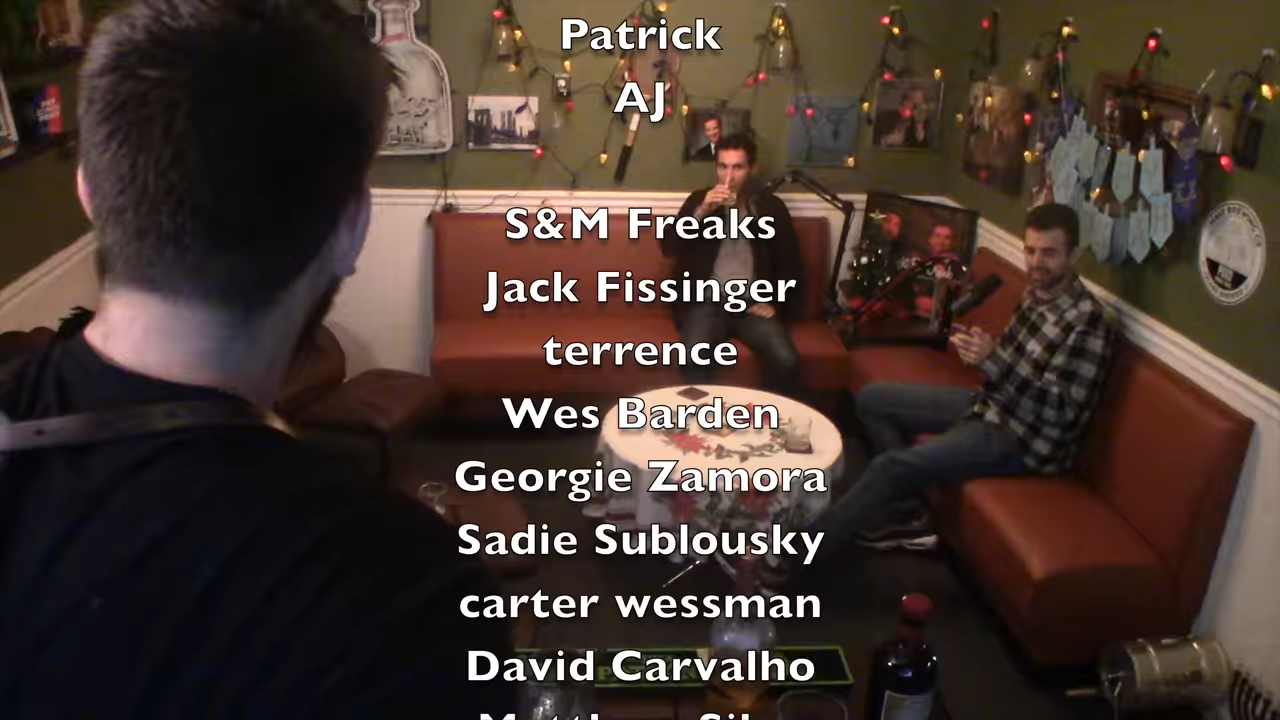 Patrick
AJ
S&M Freaks
Jack Fissinger
terrence
Wes Barden
Georgie Zamora
Sadie Sublousky
carter wessman
David Carvalho